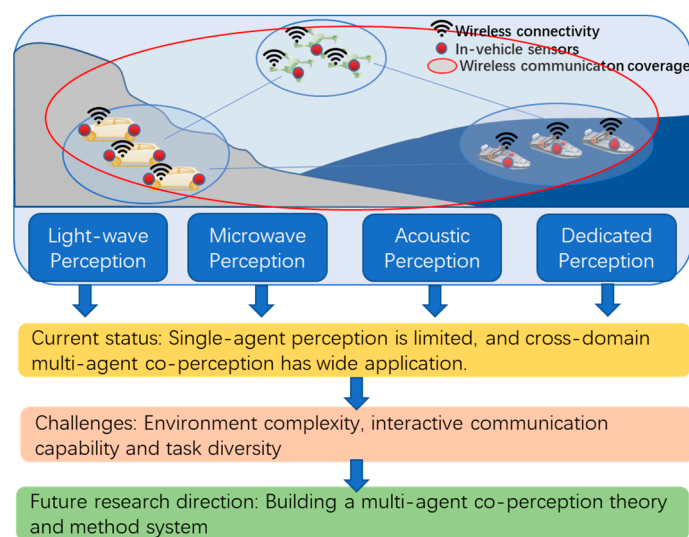 Wireless connectivity
In-vehicle sensors
Wireless communicaton coverage
Light-wave
Perception
Microwave
Perception
Acoustic
Perception
Dedicated
Perception
Current status: Single-agent perception is limited, and cross-domain
multi-agent co-perception has wide application.
Challenges: Environment complexity, interactive communication
capability and task diversity
Future research direction: Building a multi-agent co-perception theory
and method system